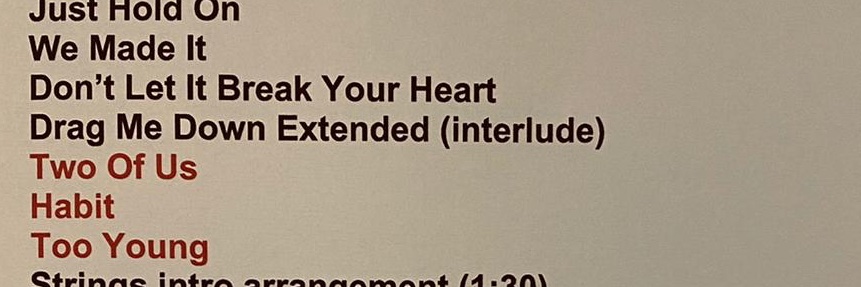 Just Hold On
We Made It
Don’t Let It Break Your Heart
Drag Me Down Extended (interlude)
Two Of Us
Habit
Too Young
Strings intro arrangement (1:30)